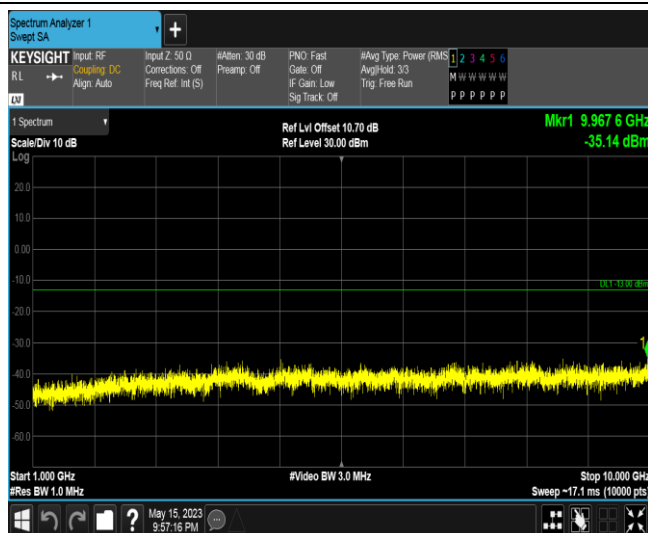 Spectrum Analyzer 1
Swept SA
+
KEYSIGHT
RL
LXI
Input: RF
Coupling: DC
Align: Auto
Input Z: 50 Ω
Corrections: Off
Freq Ref: Int (S)
#Atten: 30 dB
Preamp: Off
PNO: Fast
Gate: Off
IF Gain: Low
Sig Track: Off
#Avg Type: Power (RMS
Avg|Hold: 3/3
Trig: Free Run
1 2 3 4 5 6
M W W W W W
P P P P P P
1 Spectrum
Scale/Div 10 dB
Log
Ref Lvl Offset 10.70 dB
Ref Level 30.00 dBm
Mkr1 9.967 6 GHz
-35.14 dBm
20.0
10.0
0.00
-10.0
DL1 -13.00 dBm
-20.0
-30.0
1
-40.0
-50.0
-60.0
Start 1.000 GHz
#Video BW 3.0 MHz
Stop 10.000 GHz
#Res BW 1.0 MHz
Sweep ~17.1 ms (10000 pts)
?
May 15, 2023
9:57:16 PM